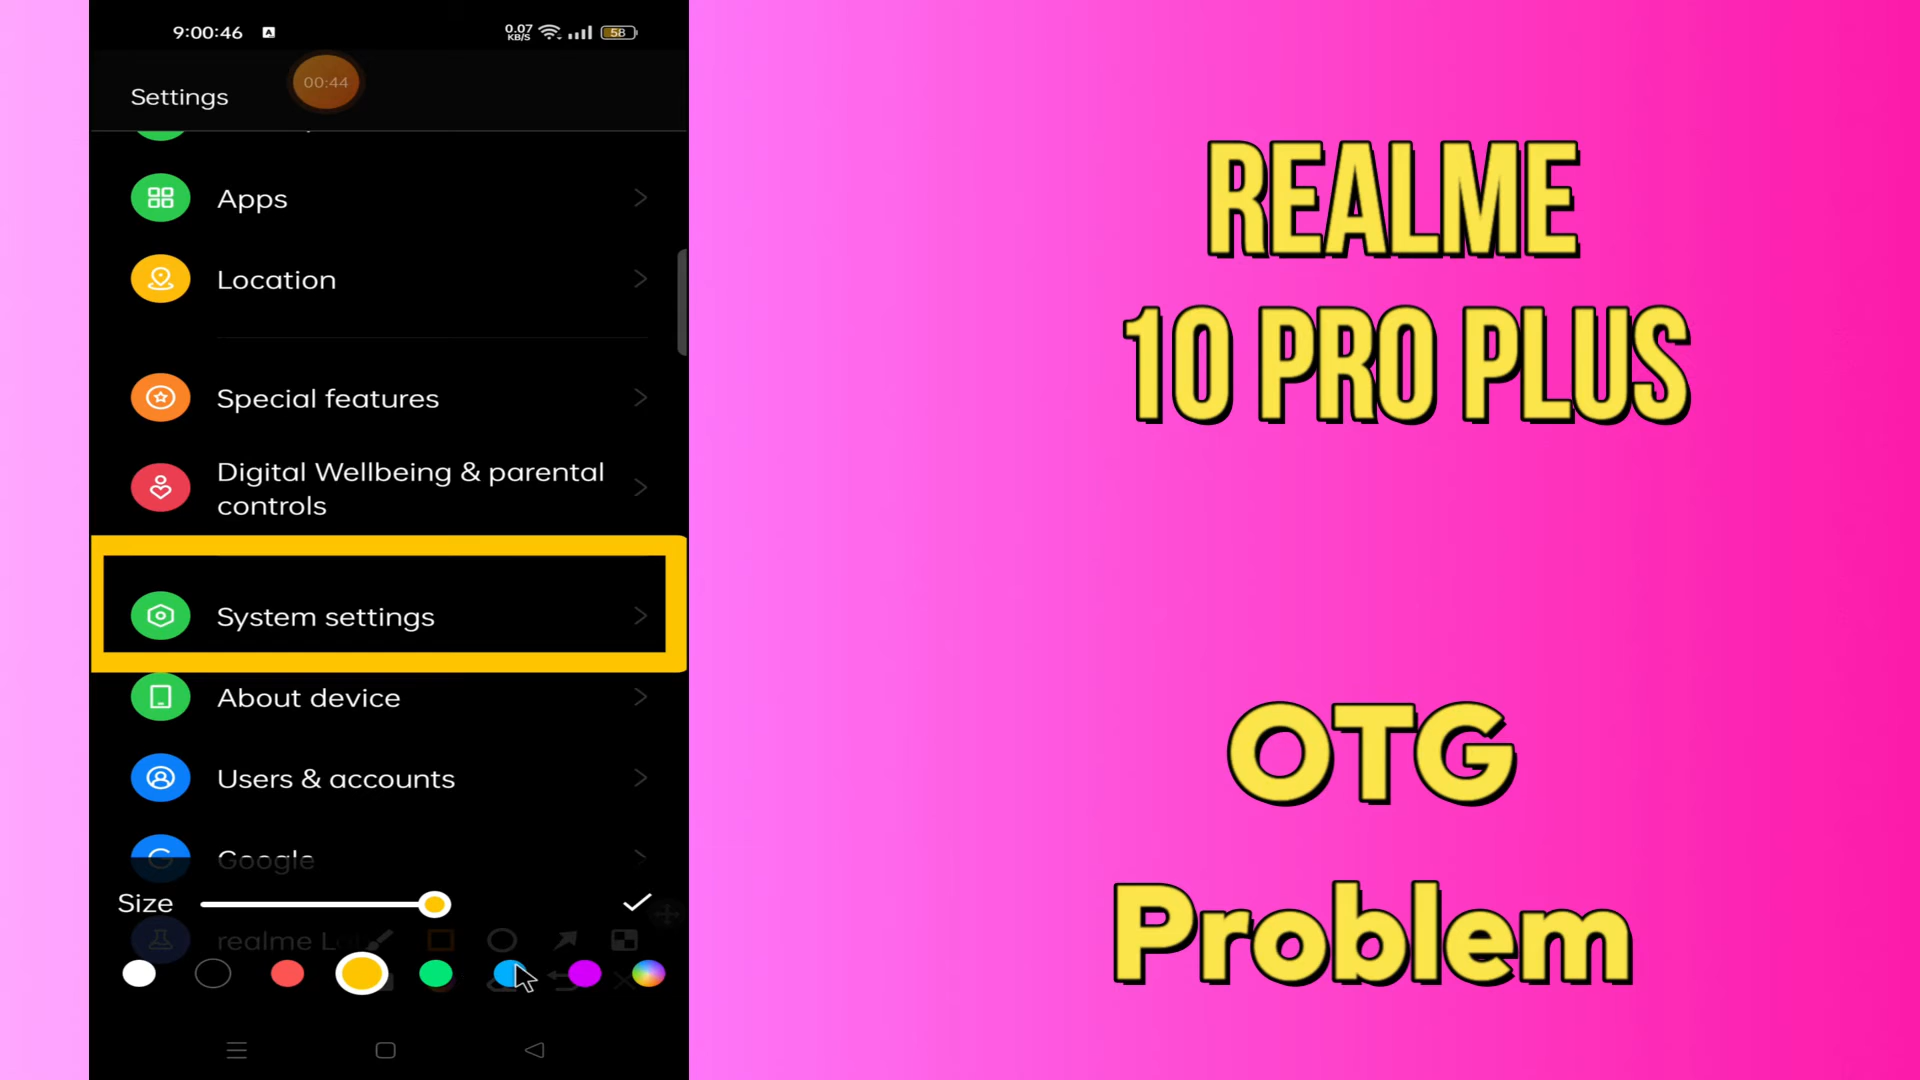 9:00:46
0.07
KB/S
58
Settings
00:44
Apps
Location
Special features
Digital Wellbeing & parental
controls
System settings
About device
Users & accounts
Google
Size
realme L
REALME
10 PRO PLUS
OTG
Problem